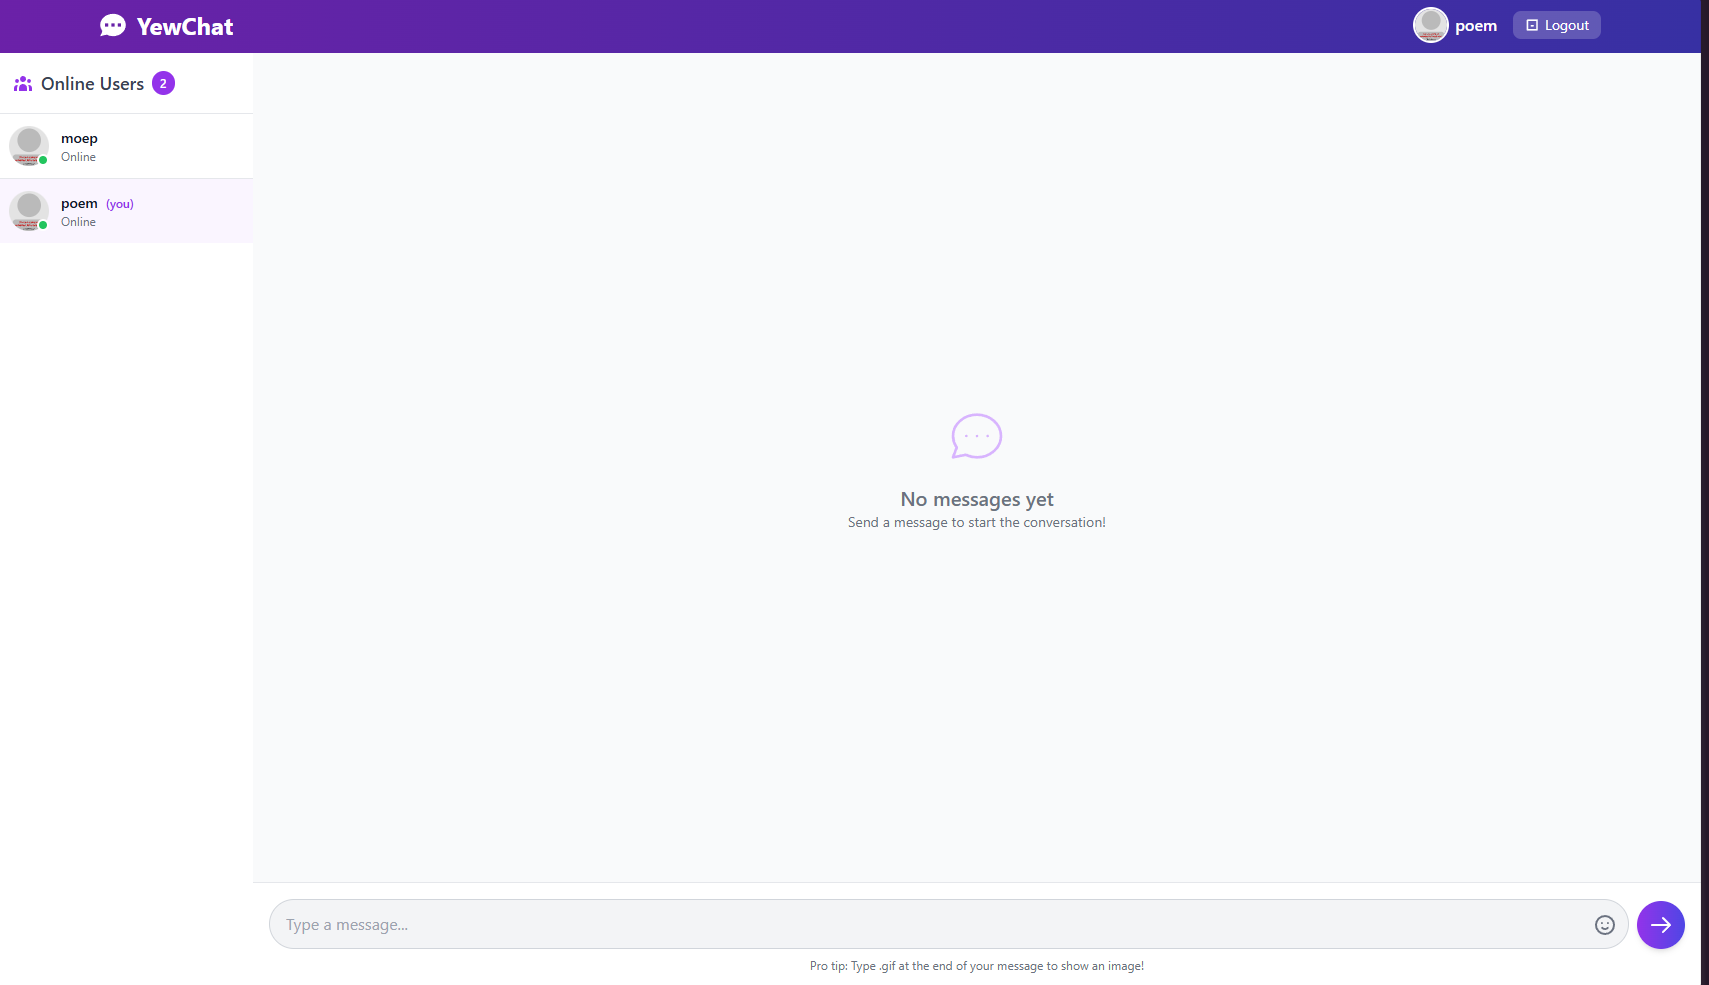 YewChat
poem
Logout
Online Users 2
moep
Online
poem (you)
Online
No messages yet
Send a message to start the conversation!
Type a message...
Pro tip: Type .gif at the end of your message to show an image!